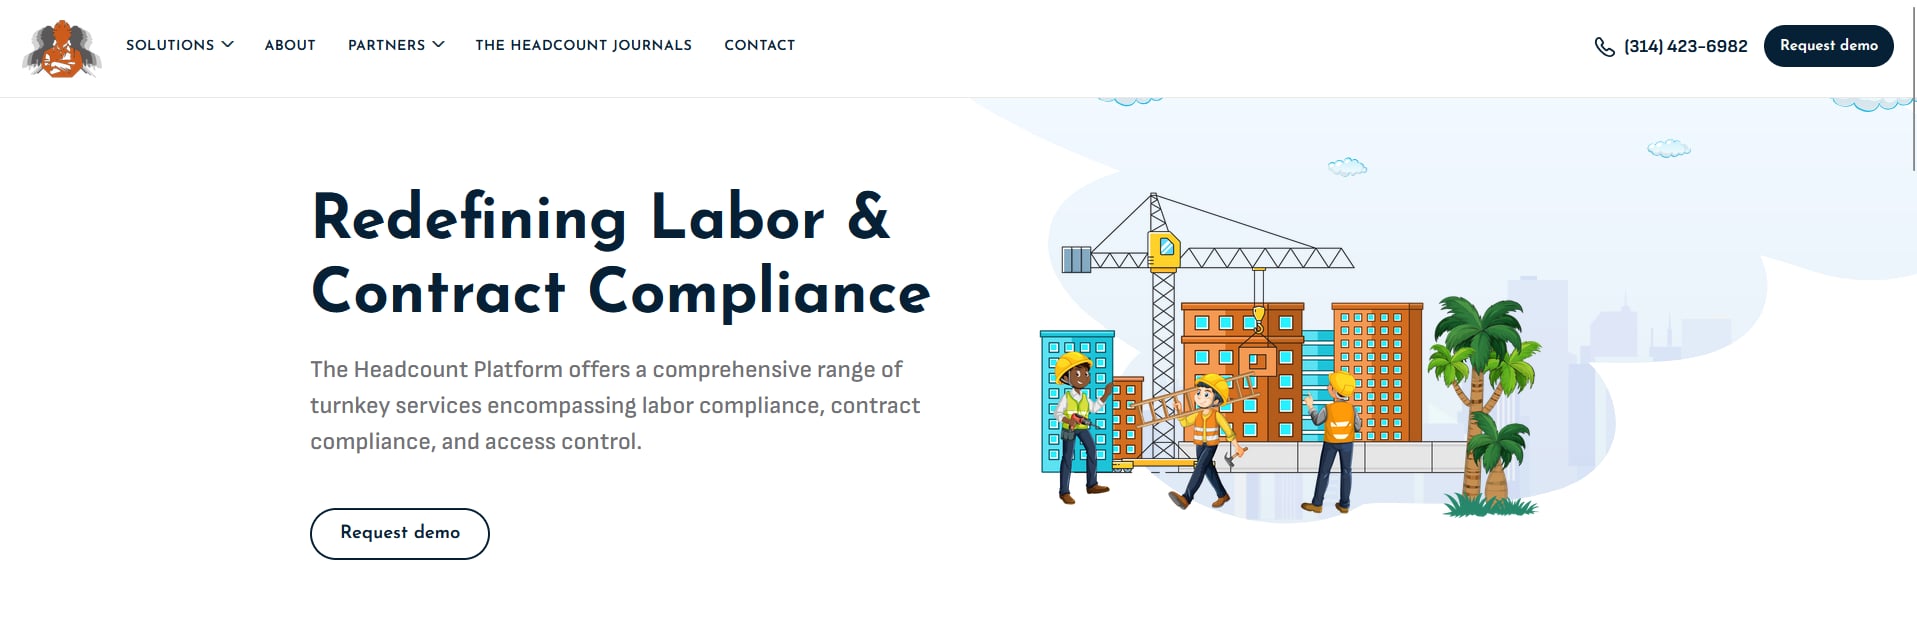 SOLUTIONS ABOUT PARTNERS THE HEADCOUNT JOURNALS CONTACT (314) 423-6982 Request demo
Redefining Labor &
Contract Compliance
The Headcount Platform offers a comprehensive range of
turnkey services encompassing labor compliance, contract
compliance, and access control.
Request demo